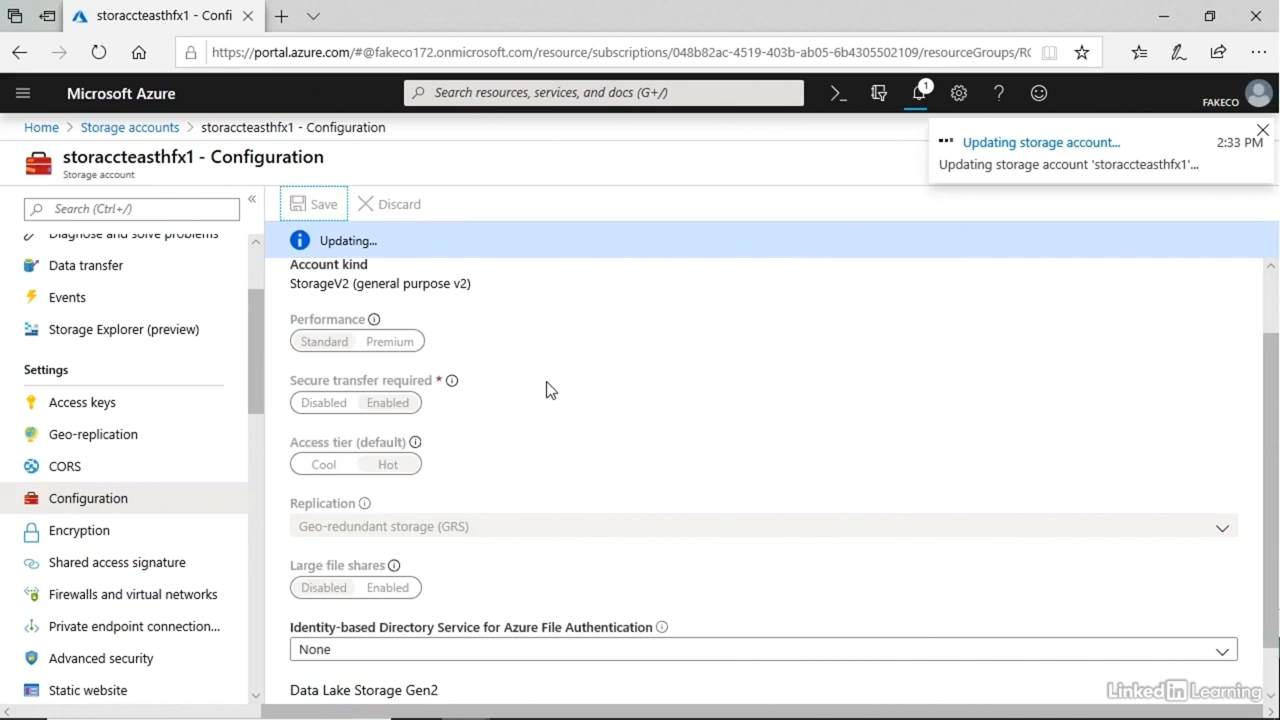 storaccteasthfx1 - Confi
https://portal.azure.com/#@fakeco172.onmicrosoft.com/resource/subscriptions/048b82ac-4519-403b-ab05-6b4305502109/resourceGroups/RG
Microsoft Azure
Search resources, services, and docs (G+/)
1
FAKECO
Home > Storage accounts > storaccteasthfx1 - Configuration
Updating storage account...
2:33 PM
Updating storage account 'storaccteasthfx1'...
storaccteasthfx1 - Configuration
Storage account
Search (Ctrl+/)
Save
Discard
Diagnose and solve problems
Updating...
Data transfer
Events
Storage Explorer (preview)
Settings
Access keys
Geo-replication
CORS
Configuration
Encryption
Shared access signature
Firewalls and virtual networks
Private endpoint connection...
Advanced security
Static website
Account kind
StorageV2 (general purpose v2)
Performance
Standard Premium
Secure transfer required *
Disabled Enabled
Access tier (default)
Cool Hot
Replication
Geo-redundant storage (GRS)
Large file shares
Disabled Enabled
Identity-based Directory Service for Azure File Authentication
None
Data Lake Storage Gen2
Linked in Learning